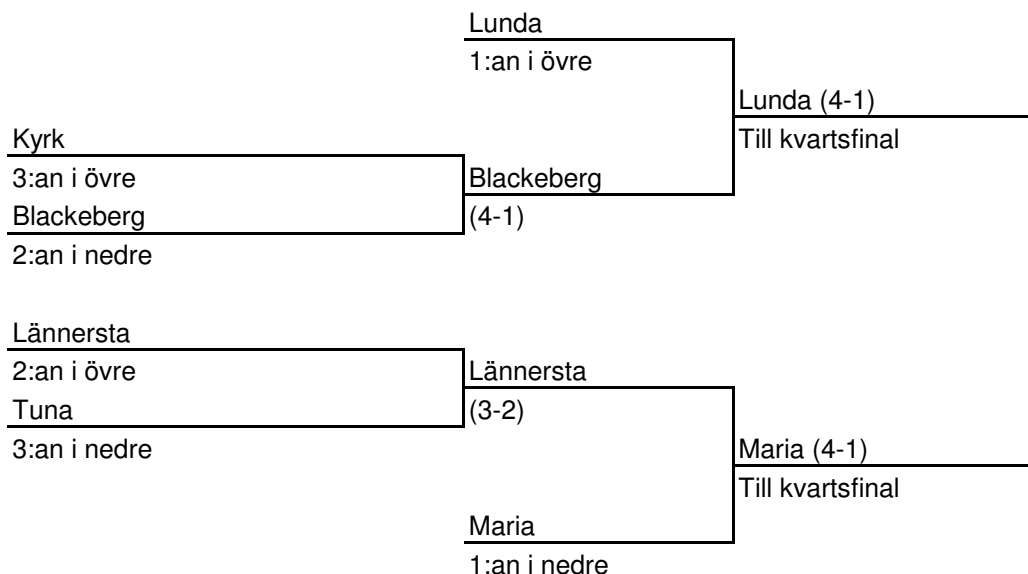 Lunda
1:an i övre
Lunda (4-1)
Kyrk
Till kvartsfinal
3:an i övre
Blackeberg
Blackeberg
(4-1)
2:an i nedre
Lännersta
2:an i övre
Lännersta
Tuna
(3-2)
3:an i nedre
Maria (4-1)
Till kvartsfinal
Maria
1:an i nedre